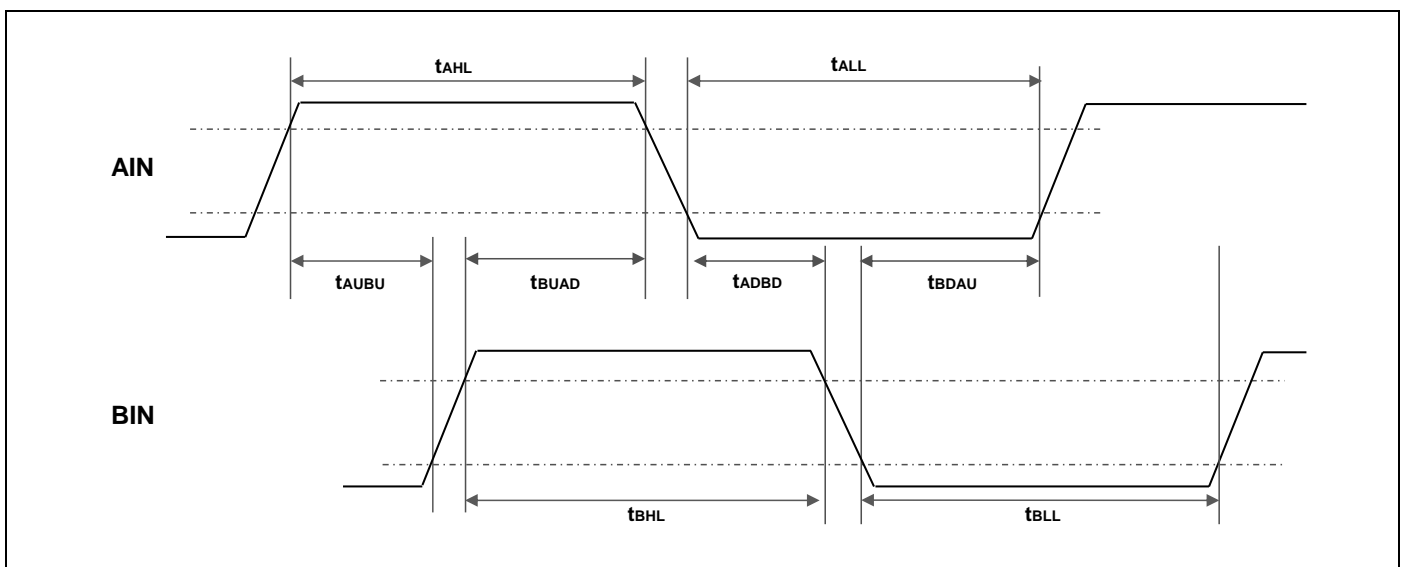 tAHL tALL
AIN
tAUBU tBUAD tADBD tBDAU
BIN
tBHL tBLL